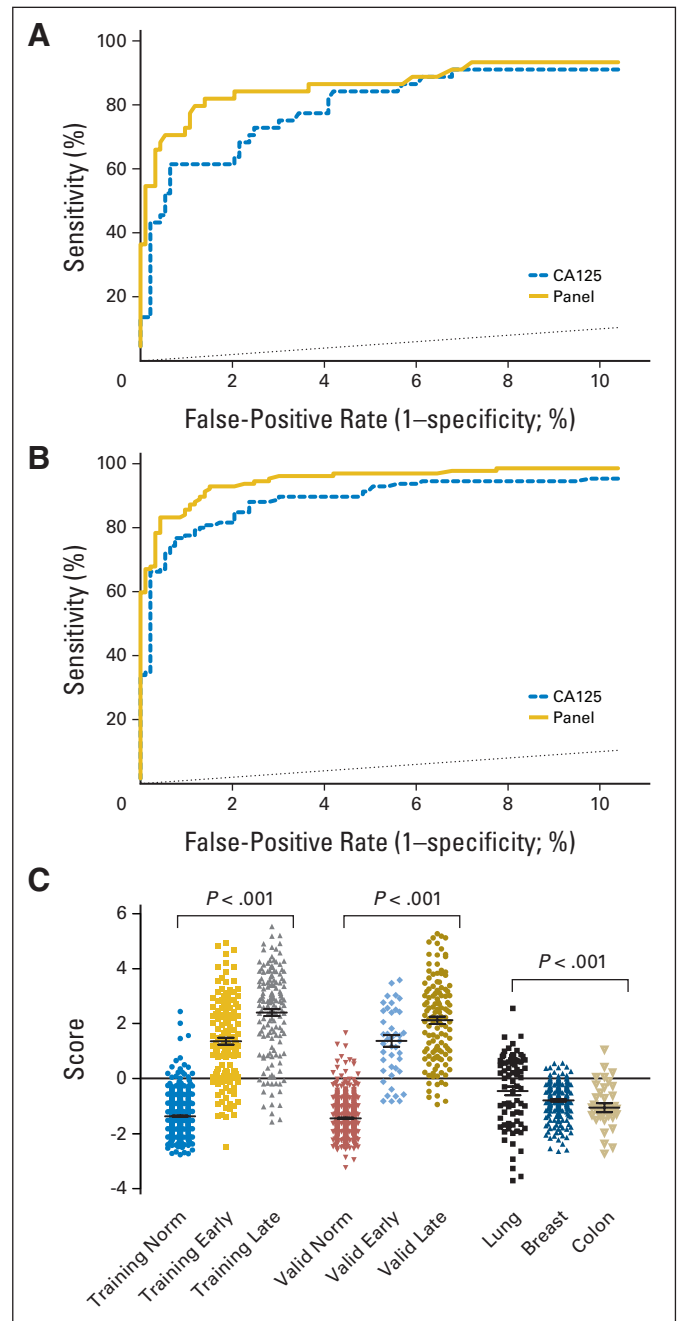 A
100
80
60
40
20
0
2
4
6
8
10
Sensitivity (%)
CA125
Panel
False-Positive Rate (1–specificity; %)
B
100
80
60
40
20
0
2
4
6
8
10
Sensitivity (%)
CA125
Panel
False-Positive Rate (1–specificity; %)
C
P < .001
P < .001
P < .001
6
4
2
0
-2
-4
Score
Training Norm
Training Early
Training Late
Valid Norm
Valid Early
Valid Late
Lung
Breast
Colon